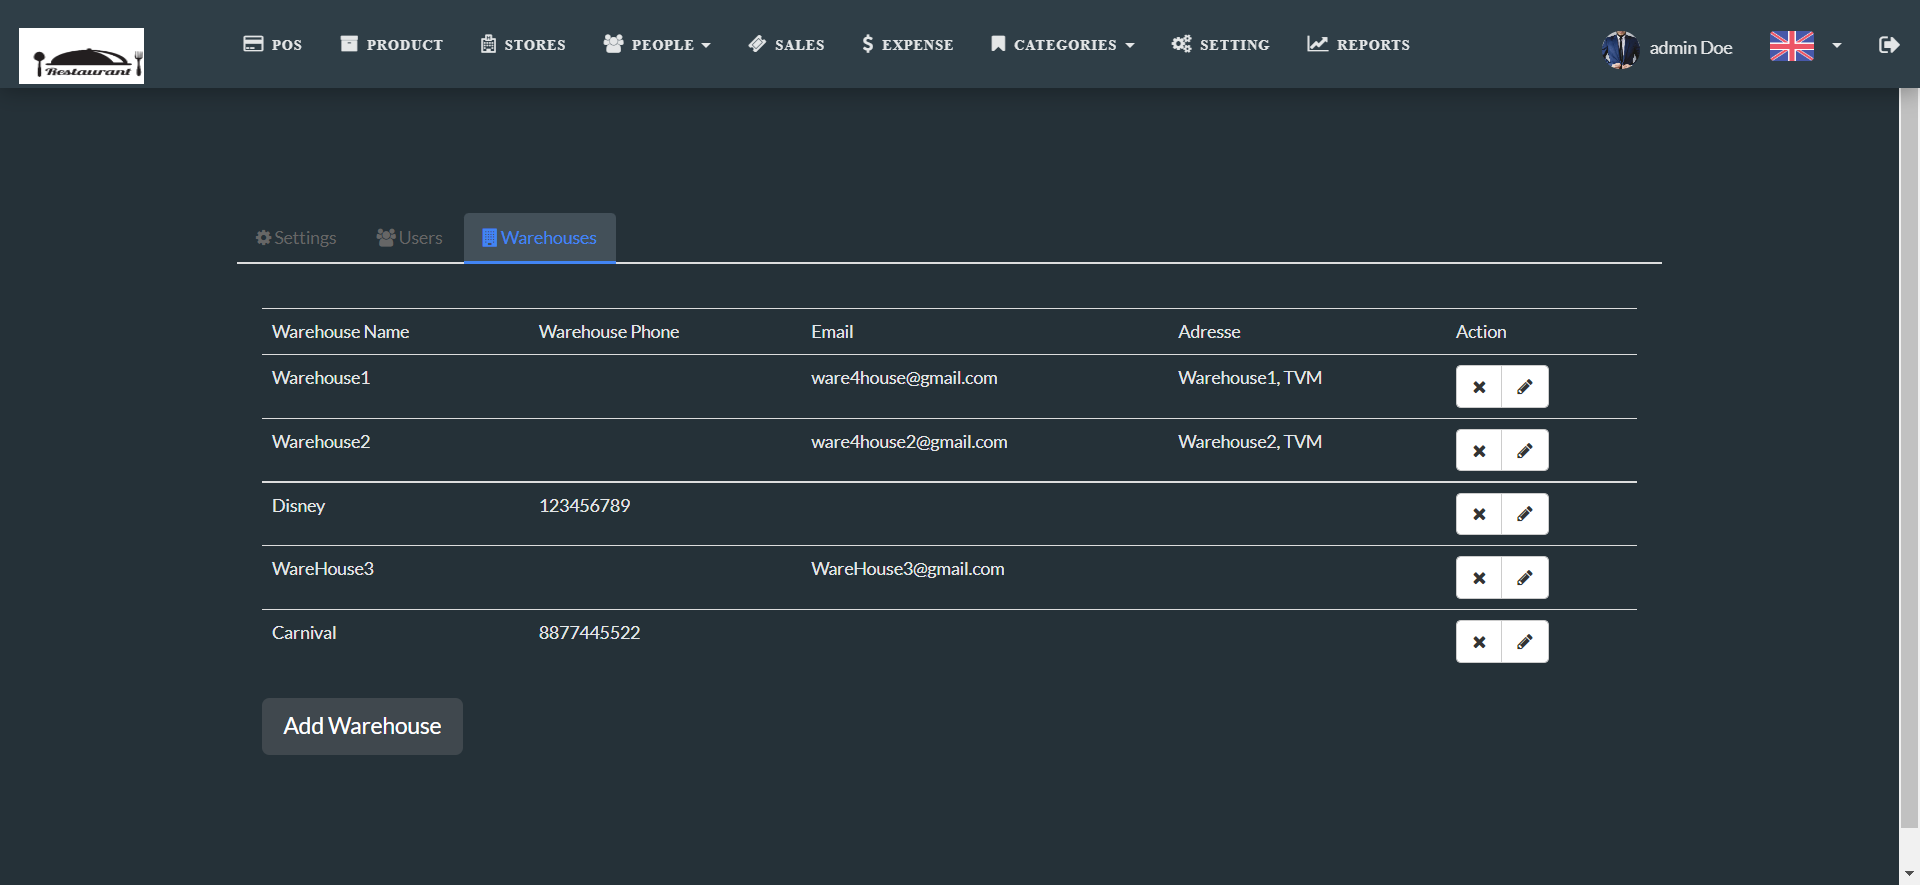 Restaurant
POS PRODUCT STORES PEOPLE SALES EXPENSE CATEGORIES SETTING REPORTS admin Doe
Settings Users Warehouses
Warehouse Name Warehouse Phone Email Adresse Action
Warehouse1 ware4house@gmail.com Warehouse1, TVM
Warehouse2 ware4house2@gmail.com Warehouse2, TVM
Disney 123456789
WareHouse3 WareHouse3@gmail.com
Carnival 8877445522
Add Warehouse